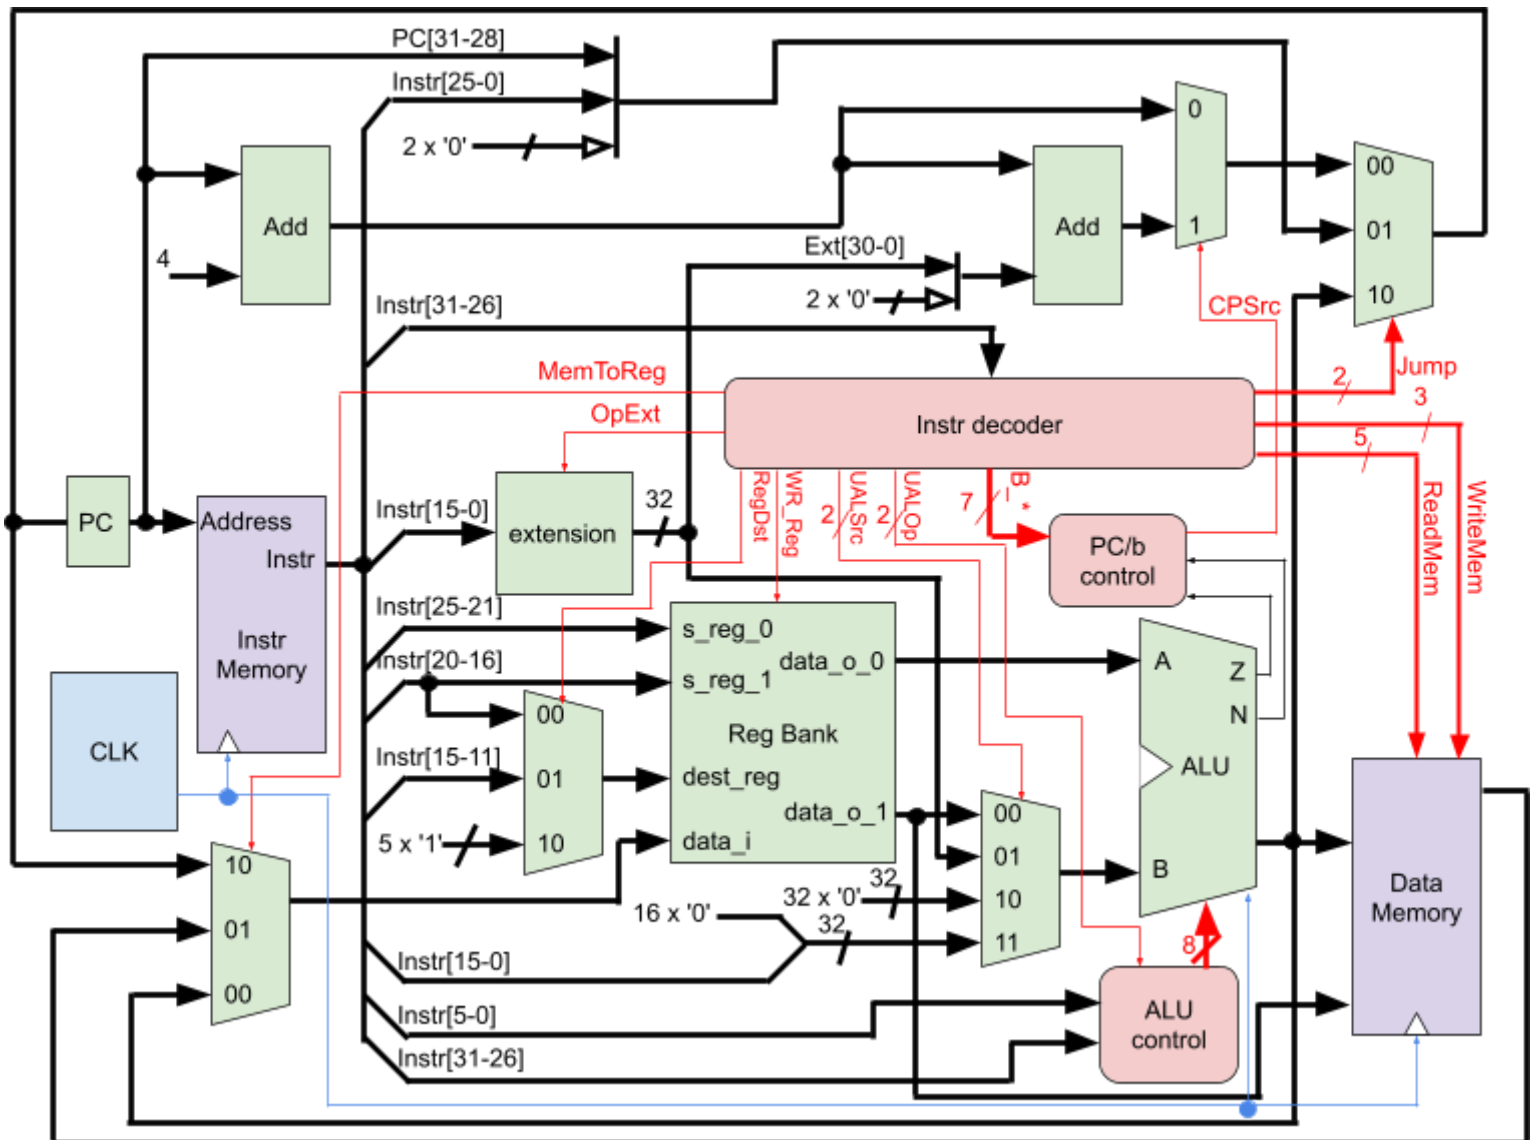 PC[31-28]
Instr[25-0]
2 x '0'
0
1
00
01
10
Add
4
Add
Ext[30-0]
2 x '0'
CPSrc
Instr[31-26]
MemToReg
OpExt
Instr decoder
2
Jump
3
5
RegDst
WR_Reg
2
UALSrc
2
UALOp
7
B_*
ReadMem
WriteMem
PC
Address
Instr
Instr
Memory
Instr[15-0]
extension
32
PC/b
control
Instr[25-21]
Instr[20-16]
s_reg_0
s_reg_1
data_o_0
Reg Bank
dest_reg
data_o_1
data_i
A
Z
N
ALU
B
CLK
00
01
10
Instr[15-11]
5 x '1'
00
01
10
11
32 x '0'
32
16 x '0'
32
Data
Memory
10
01
00
Instr[15-0]
Instr[5-0]
Instr[31-26]
8
ALU
control